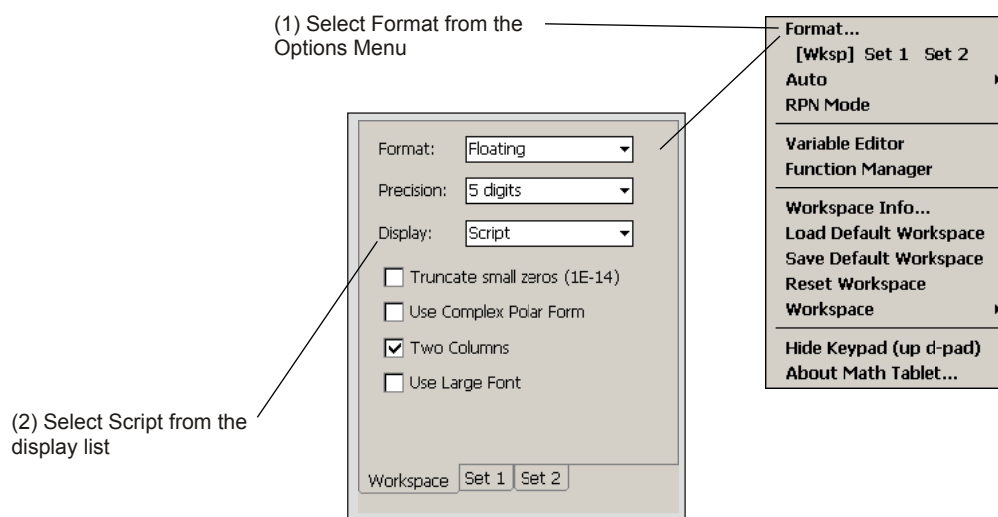 (1) Select Format from the
Options Menu
Format...
[Wksp] Set 1 Set 2
Auto
RPN Mode
Variable Editor
Function Manager
Workspace Info...
Load Default Workspace
Save Default Workspace
Reset Workspace
Workspace
Hide Keypad (up d-pad)
About Math Tablet...
Format: Floating
Precision: 5 digits
Display: Script
Truncate small zeros (1E-14)
Use Complex Polar Form
Two Columns
Use Large Font
Workspace Set 1 Set 2
(2) Select Script from the
display list